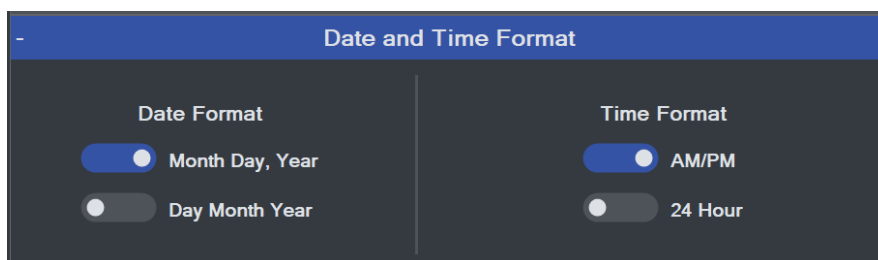 -
Date and Time Format
Date Format
Month Day, Year
Day Month Year
Time Format
AM/PM
24 Hour